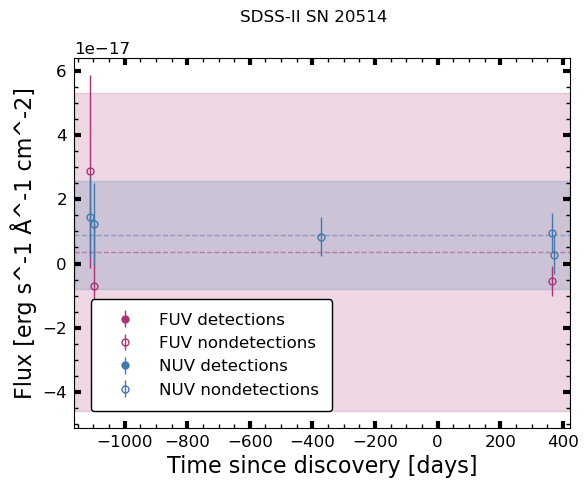 SDSS-II SN 20514
1e−17
6
4
2
0
−2
−4
Flux [erg s^-1 Å^-1 cm^-2]
FUV detections
FUV nondetections
NUV detections
NUV nondetections
−1000 −800 −600 −400 −200 0 200 400
Time since discovery [days]